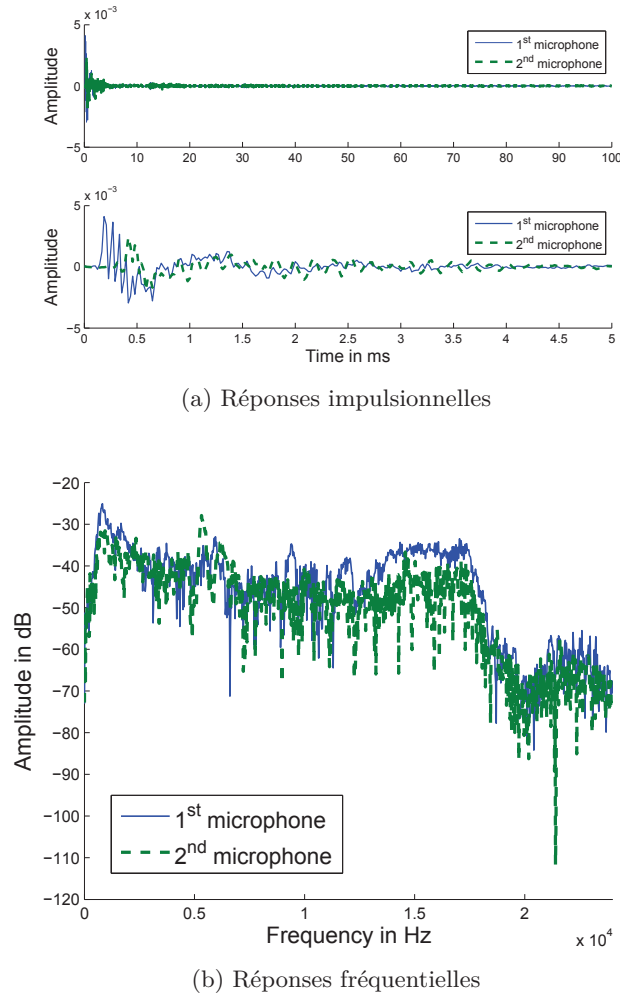 x 10⁻³
5
0
−5
Amplitude
1ˢᵗ microphone
2ⁿᵈ microphone
0 10 20 30 40 50 60 70 80 90 100
x 10⁻³
5
0
−5
Amplitude
1ˢᵗ microphone
2ⁿᵈ microphone
0 0.5 1 1.5 2 2.5 3 3.5 4 4.5 5
Time in ms
(a) Réponses impulsionnelles
−20
−30
−40
−50
−60
−70
−80
−90
−100
−110
−120
Amplitude in dB
1ˢᵗ microphone
2ⁿᵈ microphone
0 0.5 1 1.5 2
x 10⁴
Frequency in Hz
(b) Réponses fréquentielles